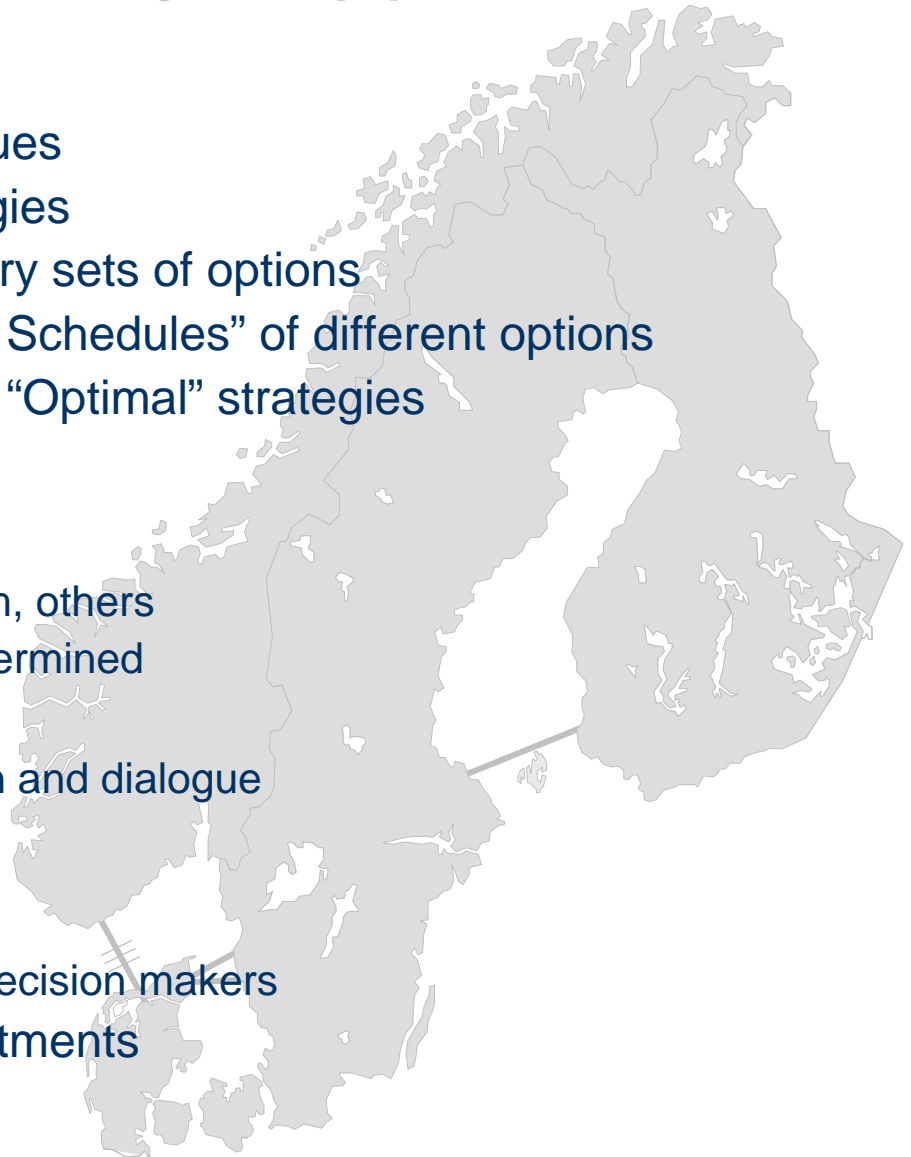 ues
gies
ry sets of options
Schedules” of different options
“Optimal” strategies
n, others
ermined
n and dialogue
ecision makers
tments